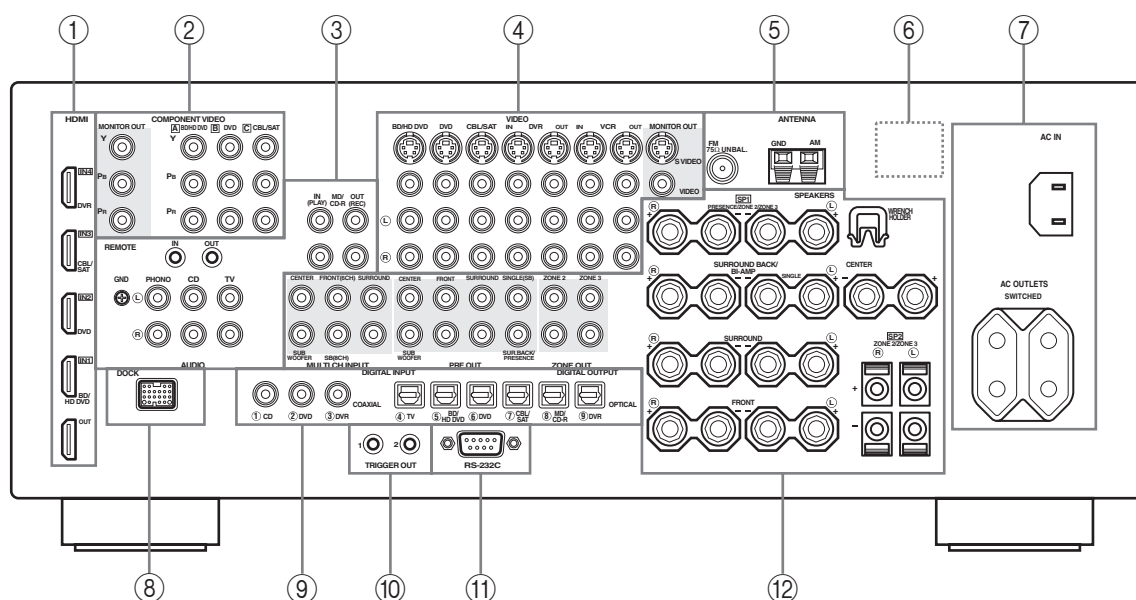 ① ② ③ ④ ⑤ ⑥ ⑦
HDMI
COMPONENT VIDEO
MONITOR OUT
A BD/HD DVD B DVD C CBL/SAT
Y Y
PB PB
PR PR
IN4
DVR
IN3
CBL/
SAT
IN2
DVD
IN1
BD/
HD DVD
OUT
REMOTE
IN OUT
GND PHONO CD TV
L
R
AUDIO
IN
(PLAY)
MD/
CD-R
OUT
(REC)
VIDEO
BD/HD DVD DVD CBL/SAT IN DVR OUT IN VCR OUT MONITOR OUT
S VIDEO
VIDEO
L
R
CENTER FRONT(6CH) SURROUND
SUB
WOOFER
SB(8CH)
MULTI CH INPUT
CENTER FRONT SURROUND SINGLE(SB)
SUB
WOOFER
SUR.BACK/
PRESENCE
PRE OUT
ZONE 2 ZONE 3
ZONE OUT
ANTENNA
FM
75Ω UNBAL.
GND AM
SPEAKERS
SP1
PRESENCE/ZONE 2/ZONE 3
R L
+ – +
WRENCH
HOLDER
SURROUND BACK/
BI-AMP
SINGLE
R L
+ – +
CENTER
– +
SURROUND
R L
+ – +
FRONT
R L
+ – +
SP2
ZONE 2/ZONE 3
R L
+
–
AC IN
AC OUTLETS
SWITCHED
DOCK
DIGITAL INPUT
① CD ② DVD ③ DVR
COAXIAL
DIGITAL OUTPUT
④ TV ⑤ BD/
HD DVD
⑥ DVD ⑦ CBL/
SAT
⑧ MD/
CD-R
⑨ DVR
OPTICAL
1 2
TRIGGER OUT
RS-232C
⑧ ⑨ ⑩ ⑪ ⑫